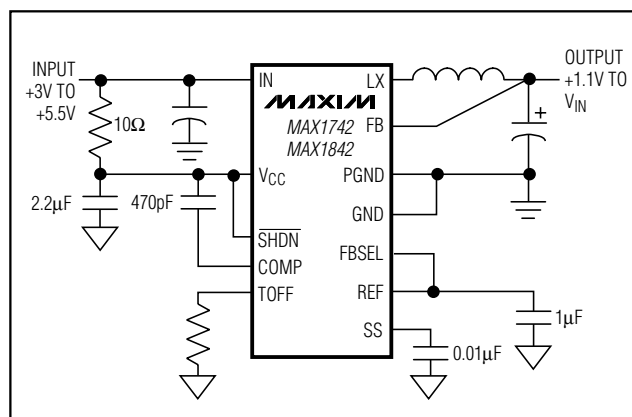 INPUT
+3V TO
+5.5V
10Ω
2.2µF
470pF
IN
VCC
SHDN
COMP
TOFF
MAXIM
MAX1742
MAX1842
LX
FB
PGND
GND
FBSEL
REF
SS
OUTPUT
+1.1V TO
VIN
+
1µF
0.01µF